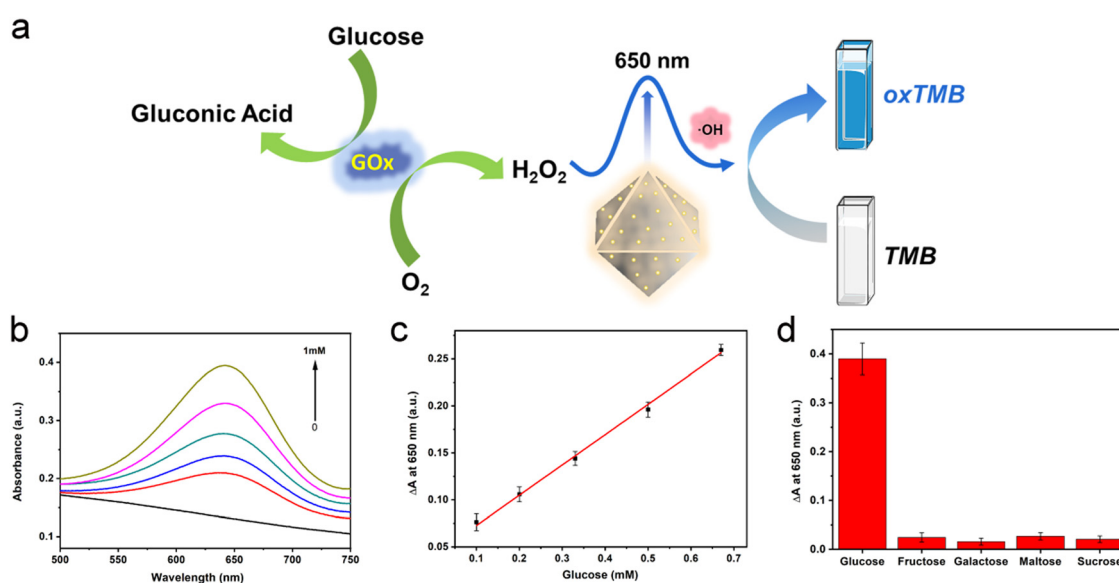 a
Glucose
Gluconic Acid
GOx
O₂
H₂O₂
650 nm
·OH
oxTMB
TMB
b
Absorbance (a.u.)
0.4
0.3
0.2
0.1
1mM
0
500 550 600 650 700 750
Wavelength (nm)
c
ΔA at 650 nm (a.u.)
0.25
0.20
0.15
0.10
0.05
0.1 0.2 0.3 0.4 0.5 0.6 0.7
Glucose (mM)
d
ΔA at 650 nm (a.u.)
0.4
0.3
0.2
0.1
0.0
Glucose Fructose Galactose Maltose Sucrose